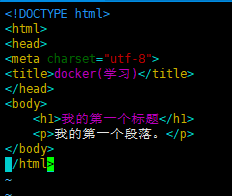 <!DOCTYPE html>
<html>
<head>
<meta charset="utf-8">
<title>docker(学习)</title>
</head>
<body>
    <h1>我的第一个标题</h1>
    <p>我的第一个段落。</p>
</body>
</html>
~
~